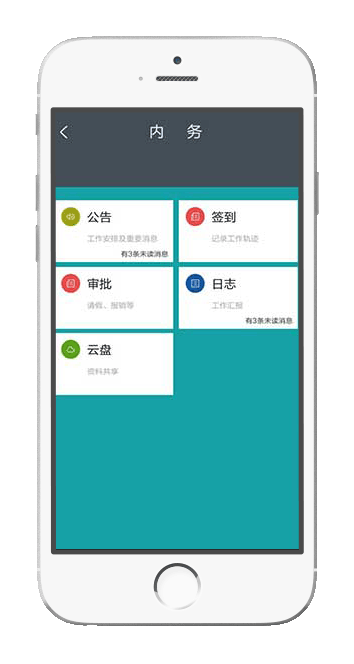 内 务
公告
工作安排及重要消息
有3条未读消息
签到
记录工作轨迹
审批
请假、报销等
日志
工作汇报
有3条未读消息
云盘
资料共享